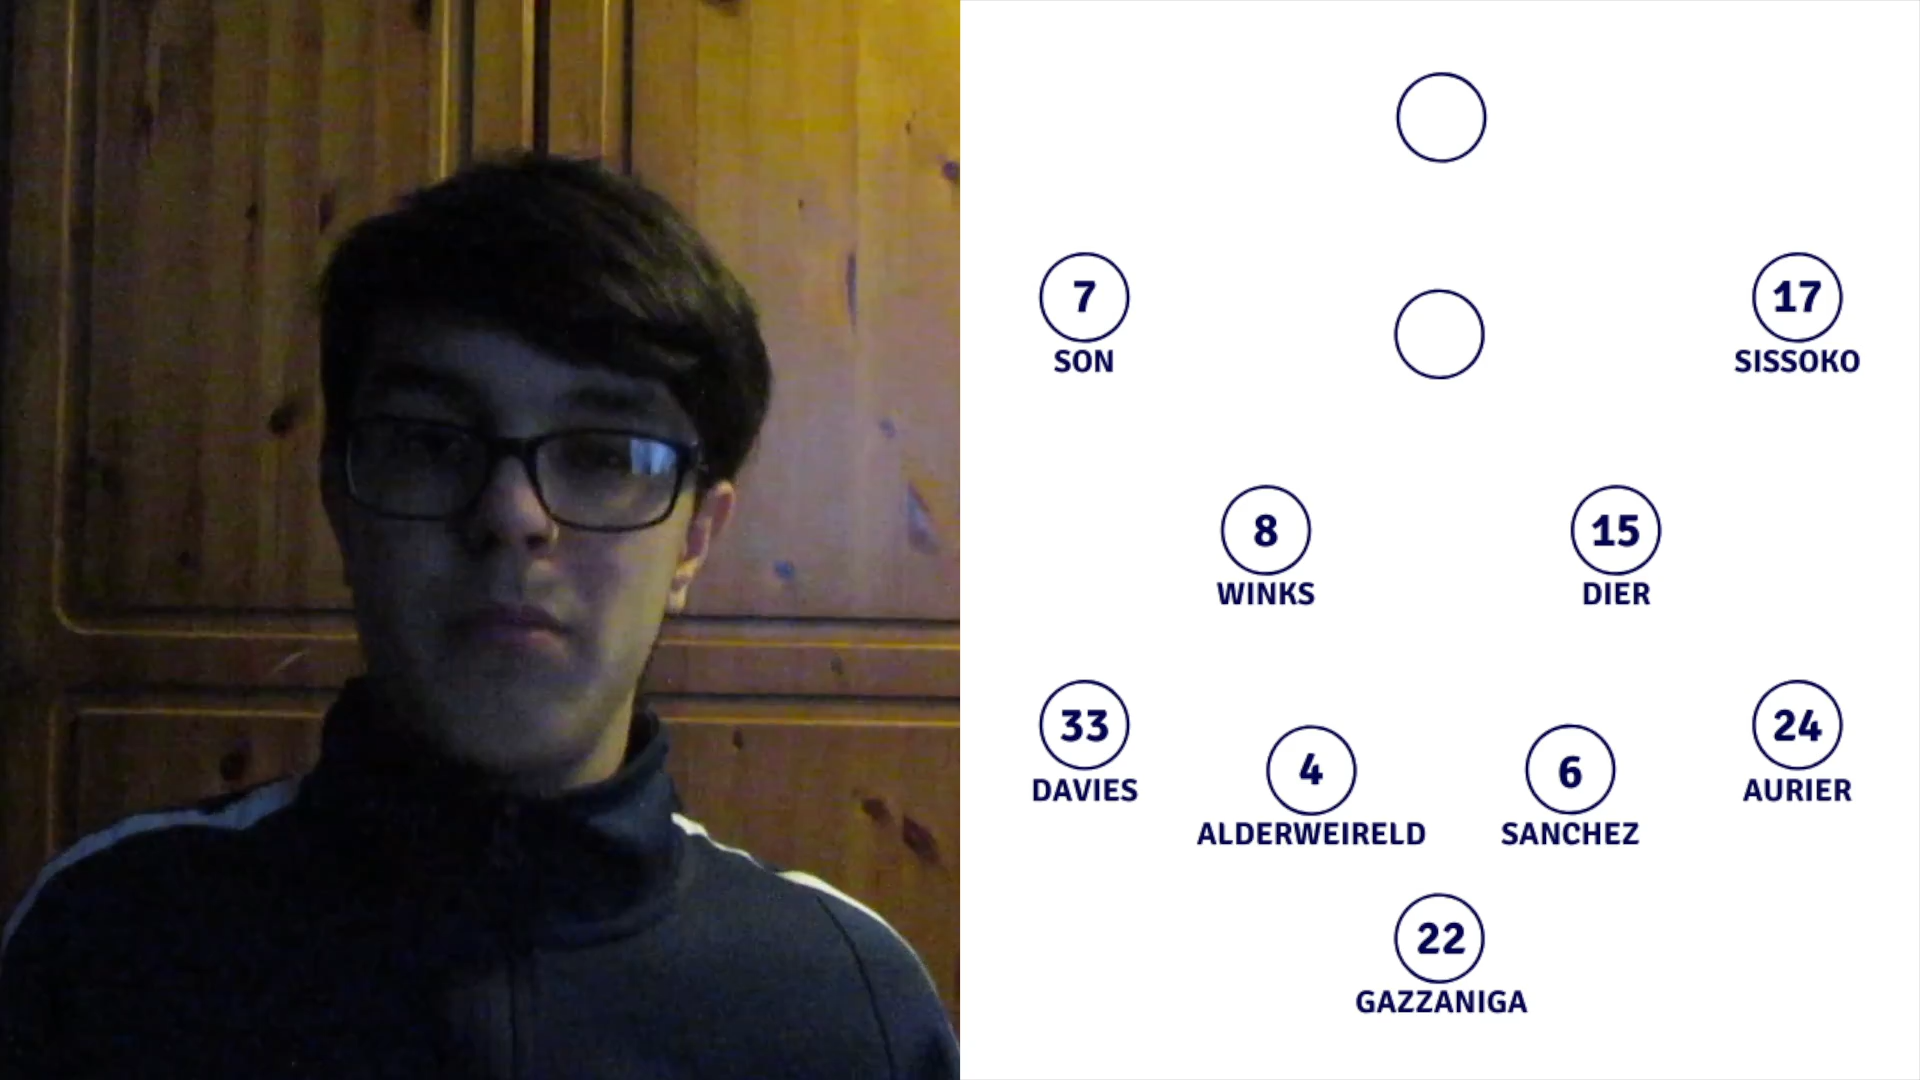 7
SON
17
SISSOKO
8
WINKS
15
DIER
33
DAVIES
4
ALDERWEIRELD
6
SANCHEZ
24
AURIER
22
GAZZANIGA